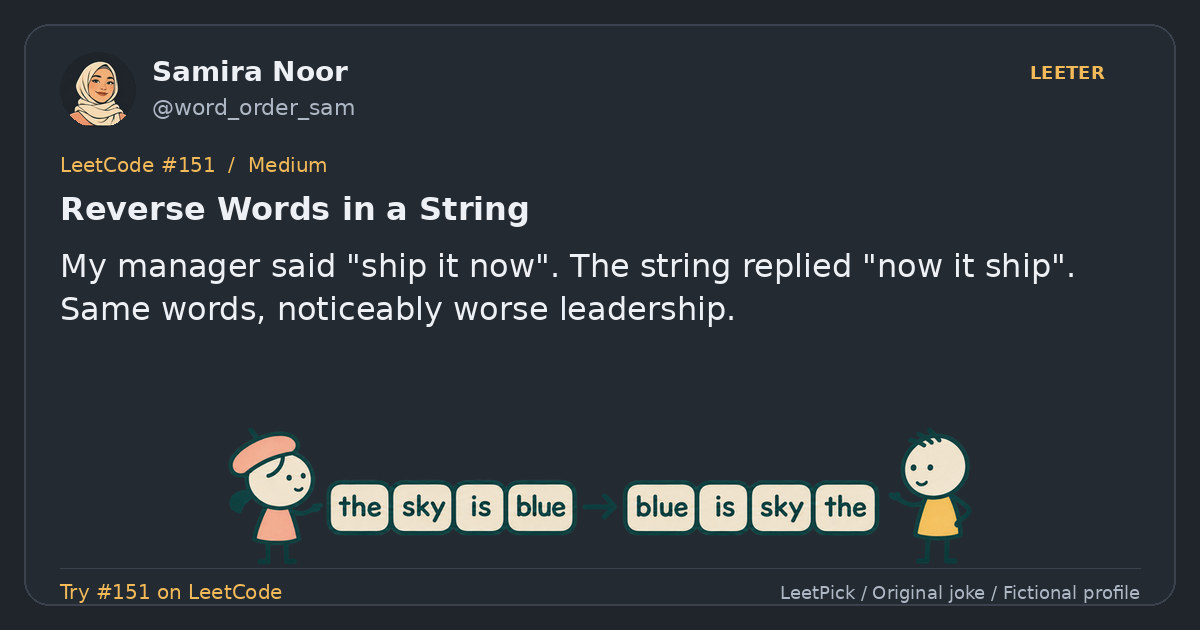 Samira Noor
LEETER
@word_order_sam
LeetCode #151 / Medium
Reverse Words in a String
My manager said "ship it now". The string replied "now it ship".
Same words, noticeably worse leadership.
the sky is blue → blue is sky the
Try #151 on LeetCode
LeetPick / Original joke / Fictional profile